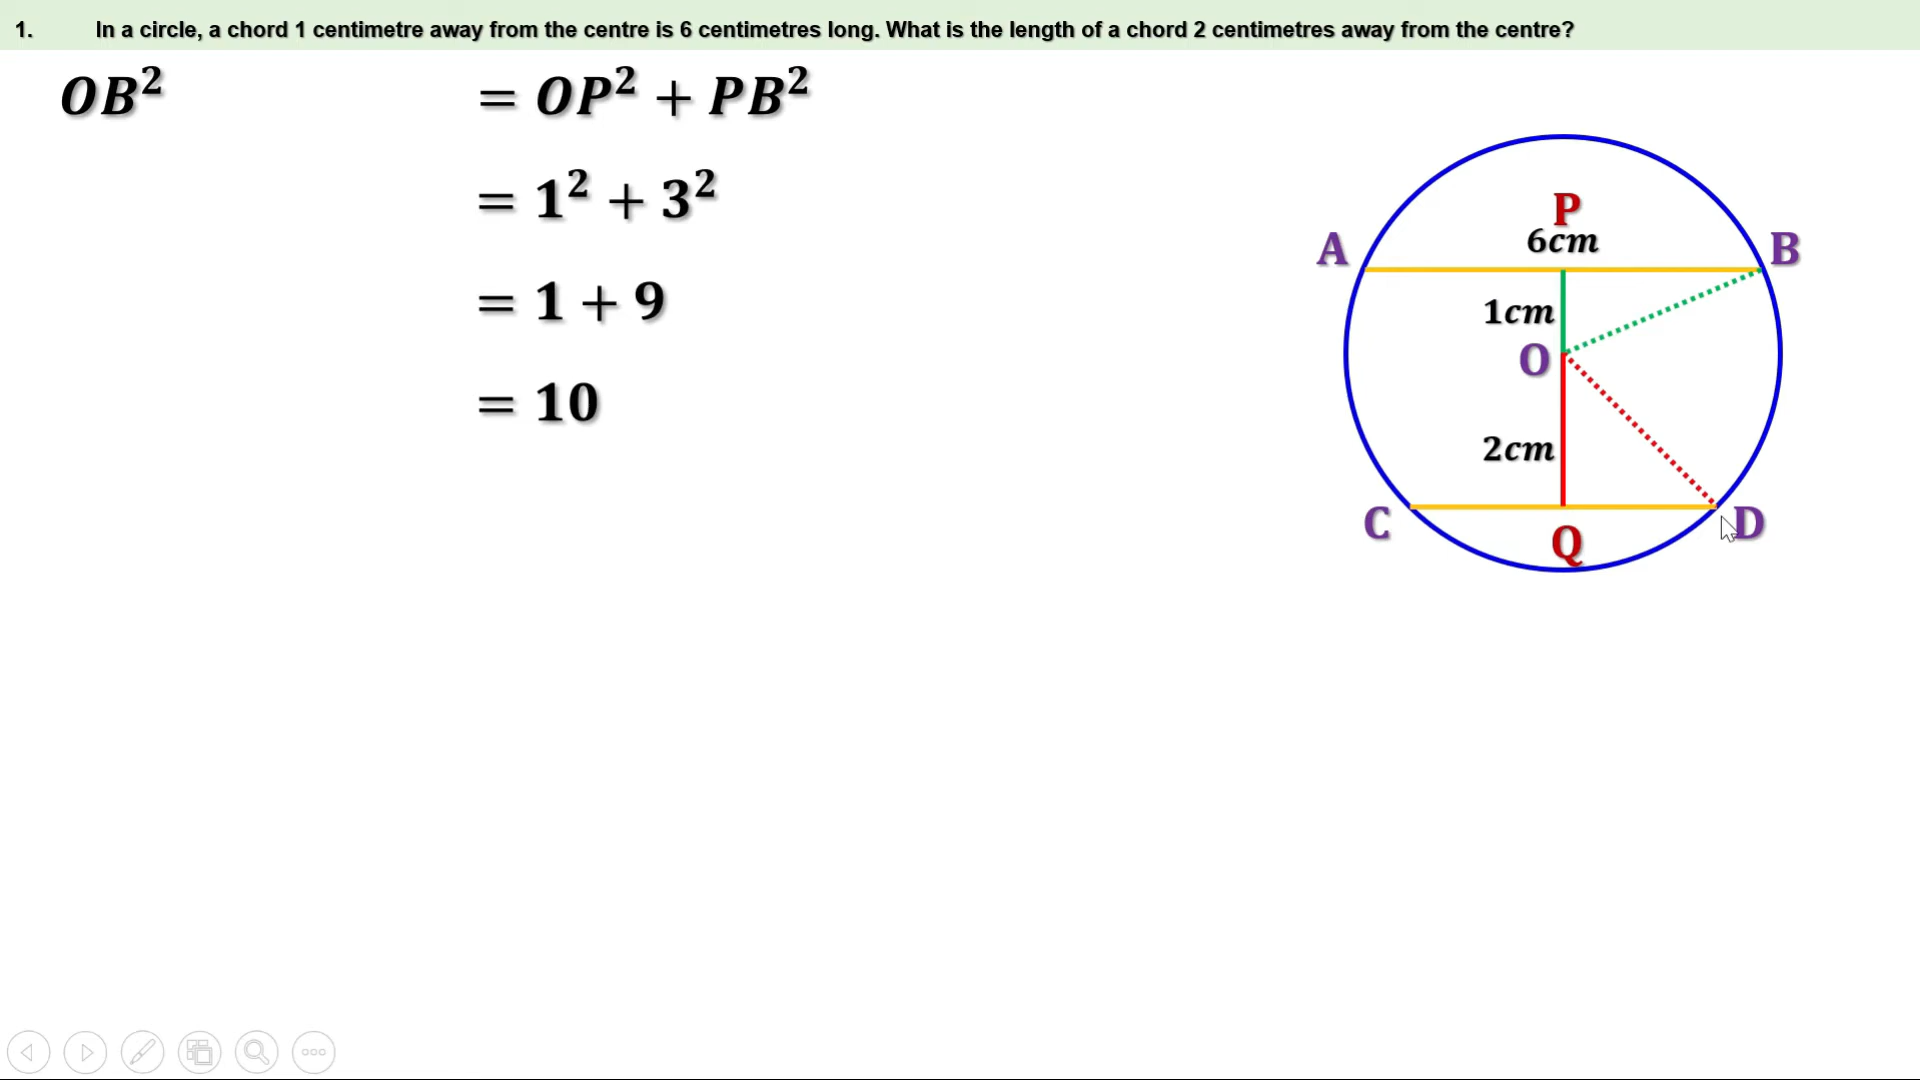 1. In a circle, a chord 1 centimetre away from the centre is 6 centimetres long. What is the length of a chord 2 centimetres away from the centre?
OB² = OP² + PB²
= 1² + 3²
= 1 + 9
= 10
P
6cm
A B
1cm
O
2cm
C D
Q